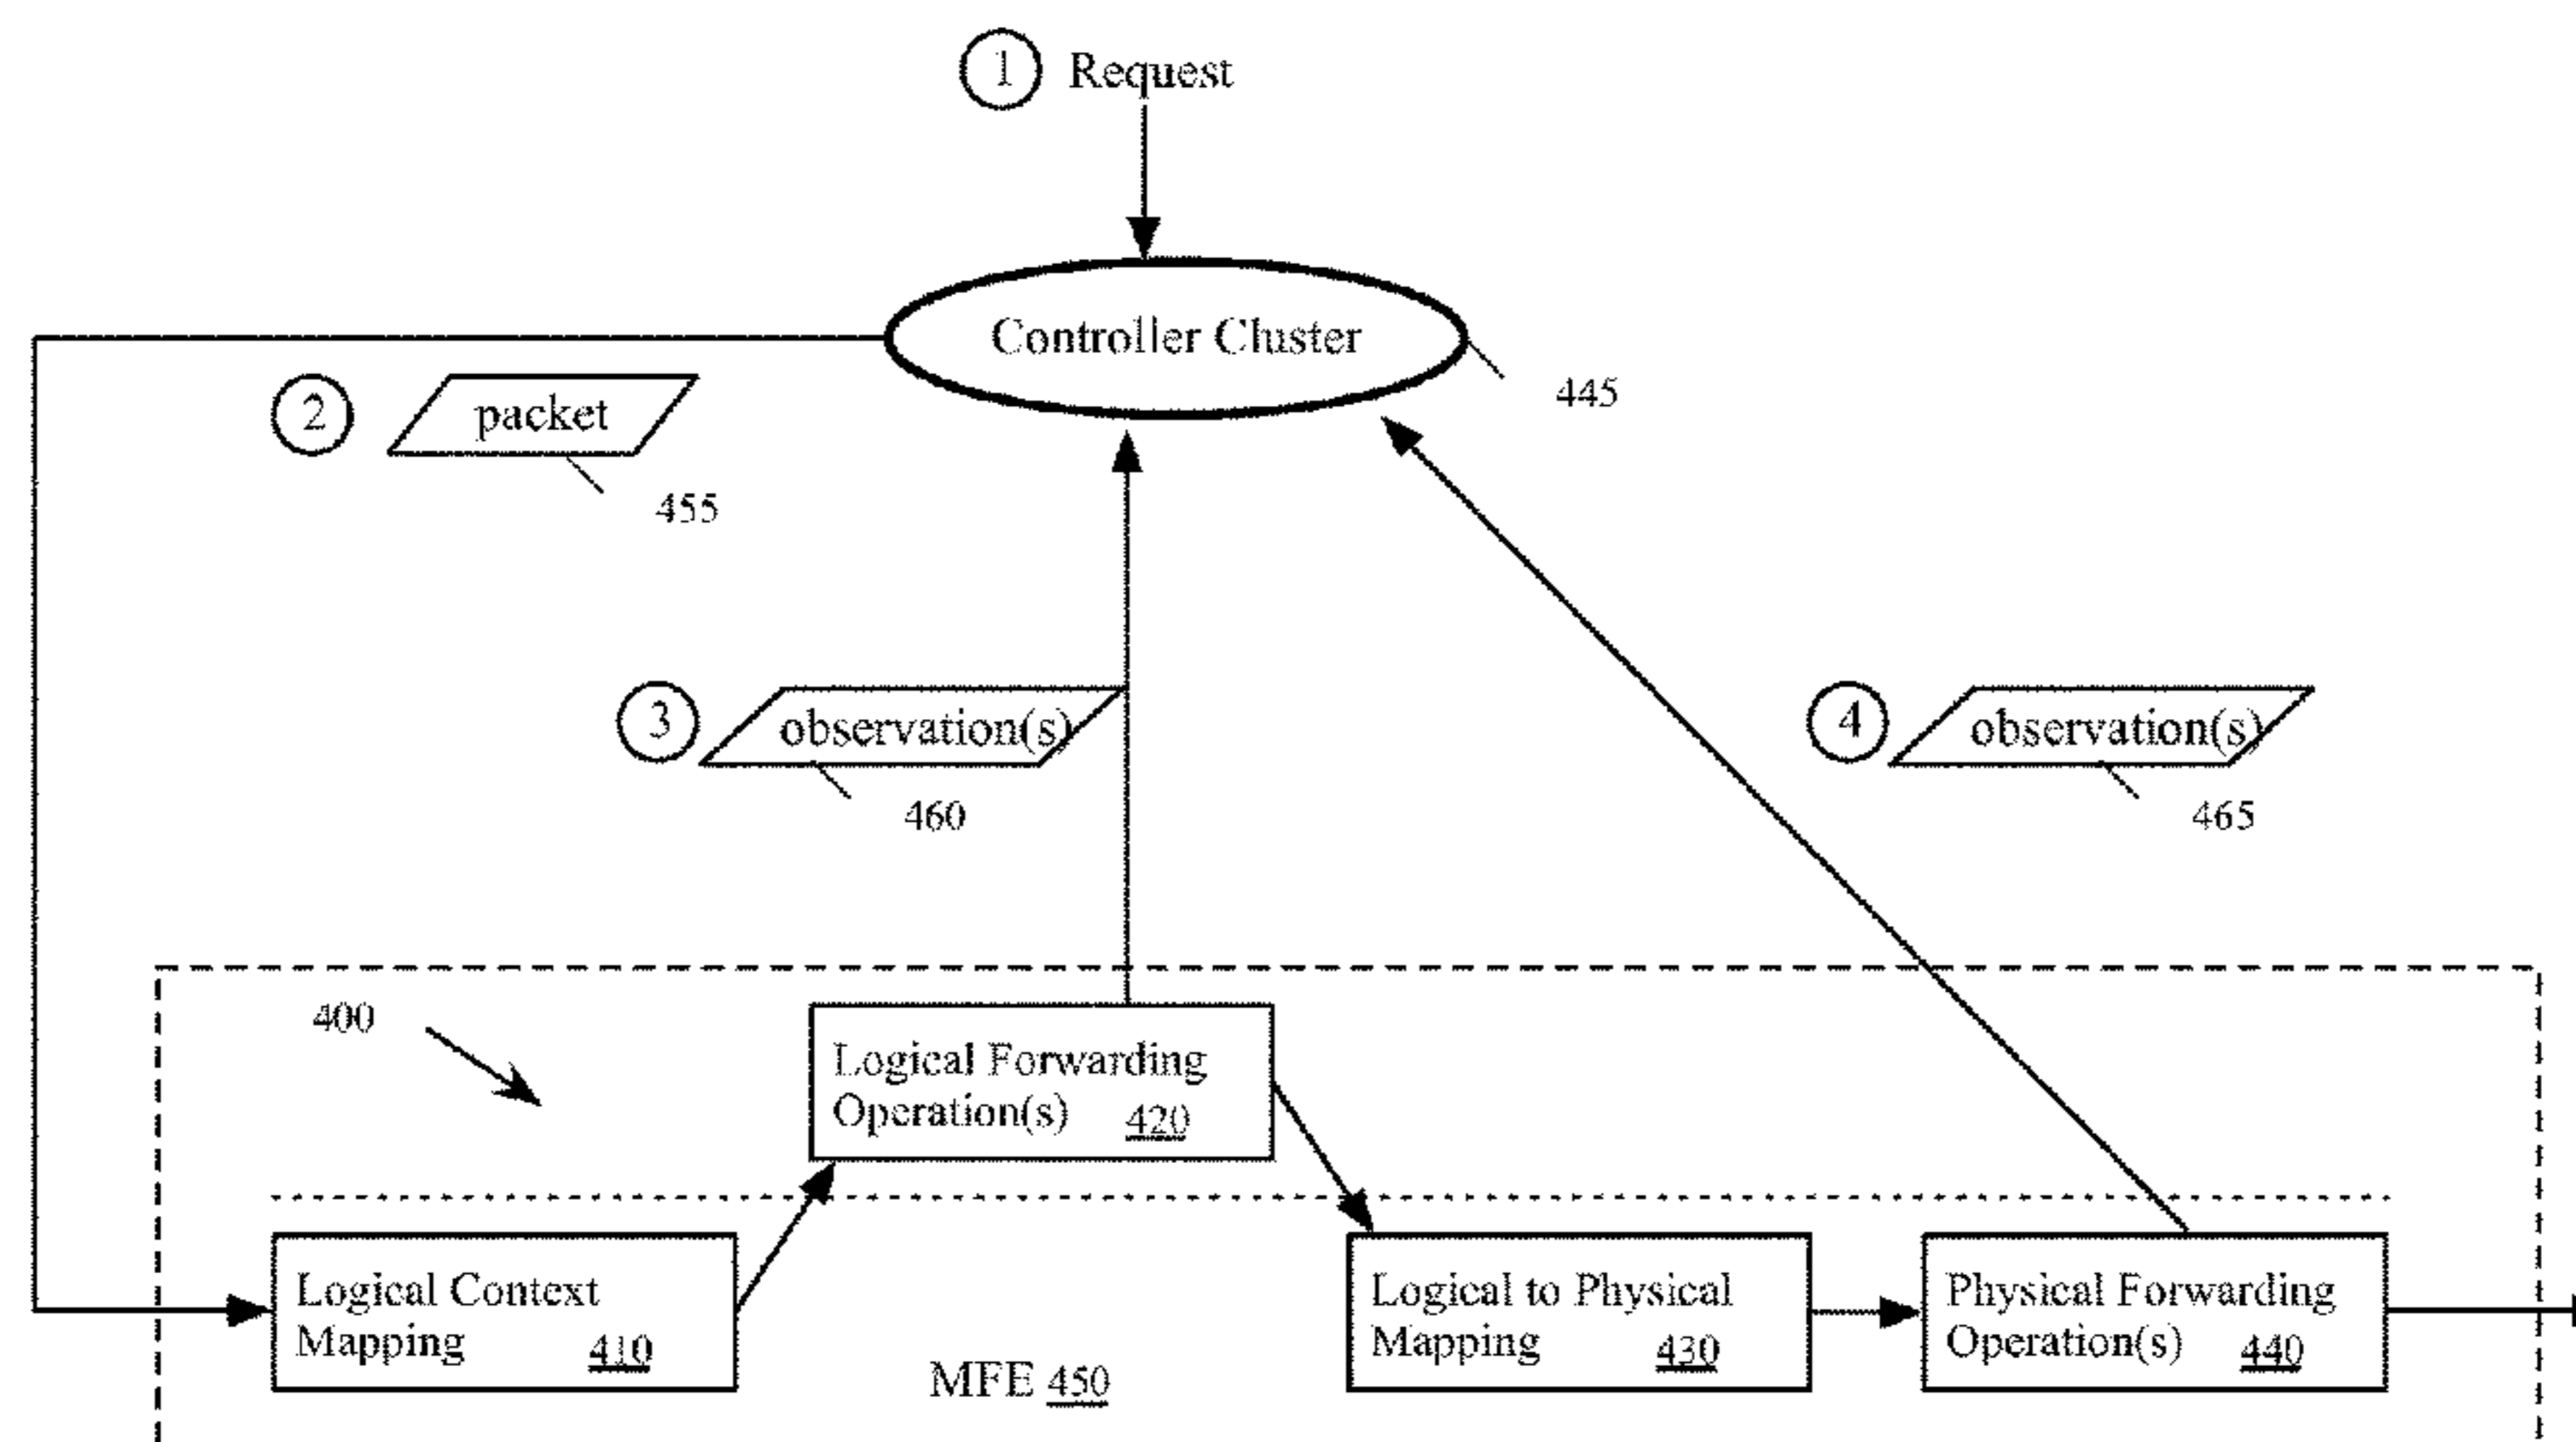 1 Request
Controller Cluster
445
2 packet
455
3 observation(s)
460
4 observation(s)
465
400
Logical Forwarding
Operation(s) 420
Logical Context
Mapping 410
Logical to Physical
Mapping 430
Physical Forwarding
Operation(s) 440
MFE 450